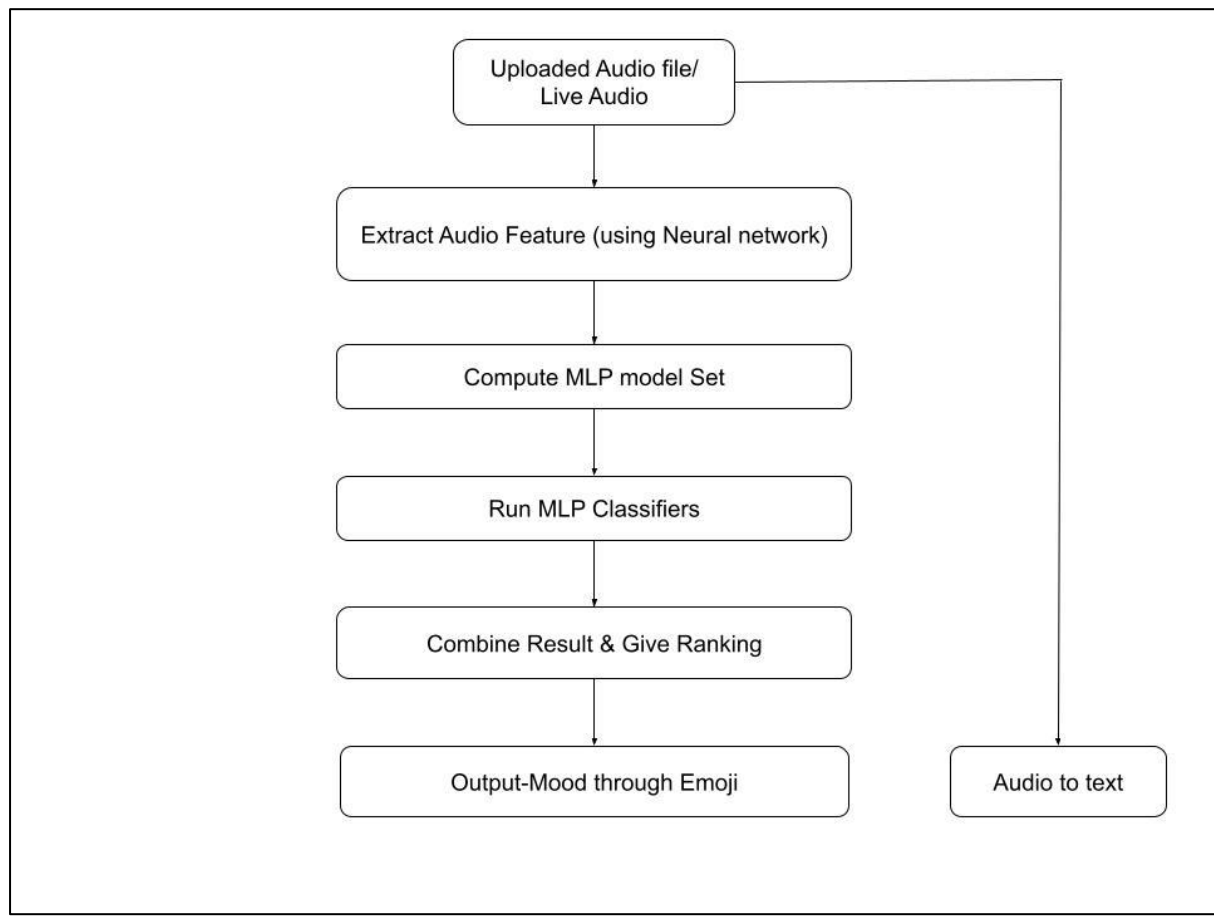 Uploaded Audio file/
Live Audio
Extract Audio Feature (using Neural network)
Compute MLP model Set
Run MLP Classifiers
Combine Result & Give Ranking
Output-Mood through Emoji
Audio to text